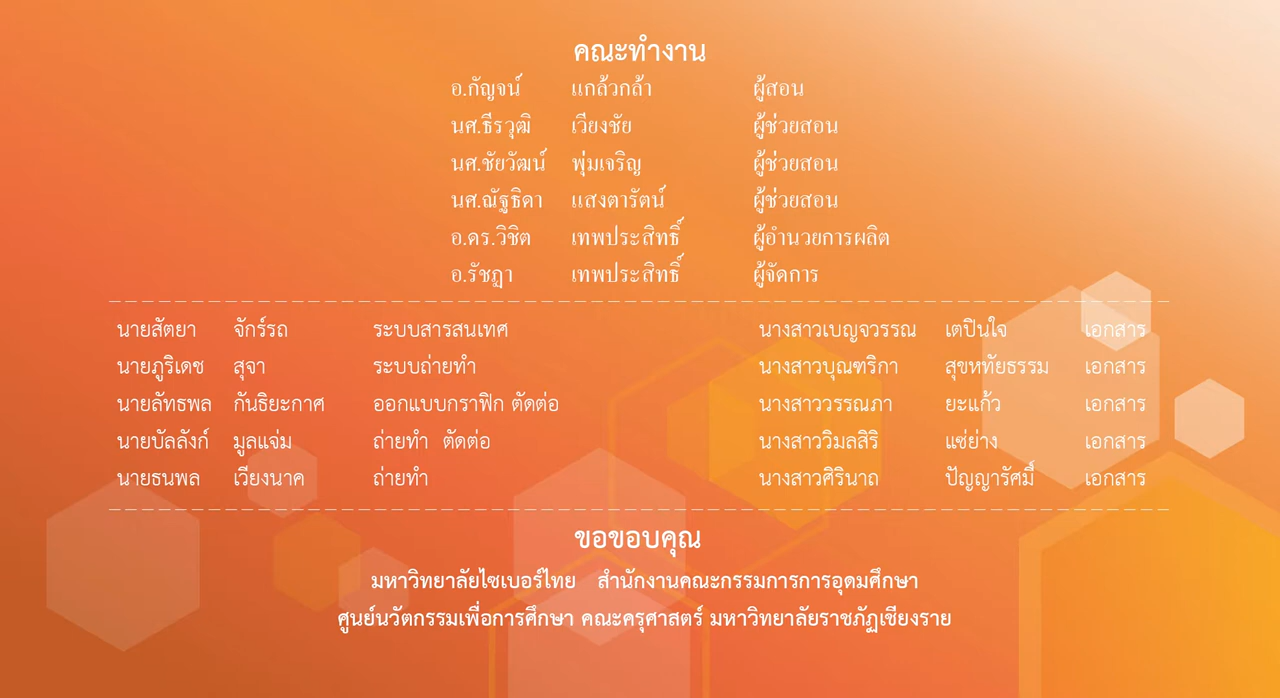 คณะทำงาน
อ.กัญจน์ แกล้วกล้า ผู้สอน
นศ.ธีรวุฒิ เวียงชัย ผู้ช่วยสอน
นศ.ชัยวัฒน์ พุ่มเจริญ ผู้ช่วยสอน
นศ.ณัฐธิดา แสงดารัตน์ ผู้ช่วยสอน
อ.ดร.วิชิต เทพประสิทธิ์ ผู้อำนวยการผลิต
อ.รัชฎา เทพประสิทธิ์ ผู้จัดการ
นายสัตยา จักร์รถ ระบบสารสนเทศ นางสาวเบญจวรรณ เตปินใจ เอกสาร
นายภูริเดช สุจา ระบบถ่ายทำ นางสาวบุณฑริกา สุขหทัยธรรม เอกสาร
นายลัทธพล กันธิยะกาศ ออกแบบกราฟิก ตัดต่อ นางสาววรรณภา ยะแก้ว เอกสาร
นายบัลลังก์ มูลแจ่ม ถ่ายทำ ตัดต่อ นางสาววิมลสิริ แซ่ย่าง เอกสาร
นายธนพล เวียงนาค ถ่ายทำ นางสาวศิรินาถ ปัญญารัศมิ์ เอกสาร
ขอขอบคุณ
มหาวิทยาลัยไซเบอร์ไทย สำนักงานคณะกรรมการการอุดมศึกษา
ศูนย์นวัตกรรมเพื่อการศึกษา คณะครุศาสตร์ มหาวิทยาลัยราชภัฏเชียงราย